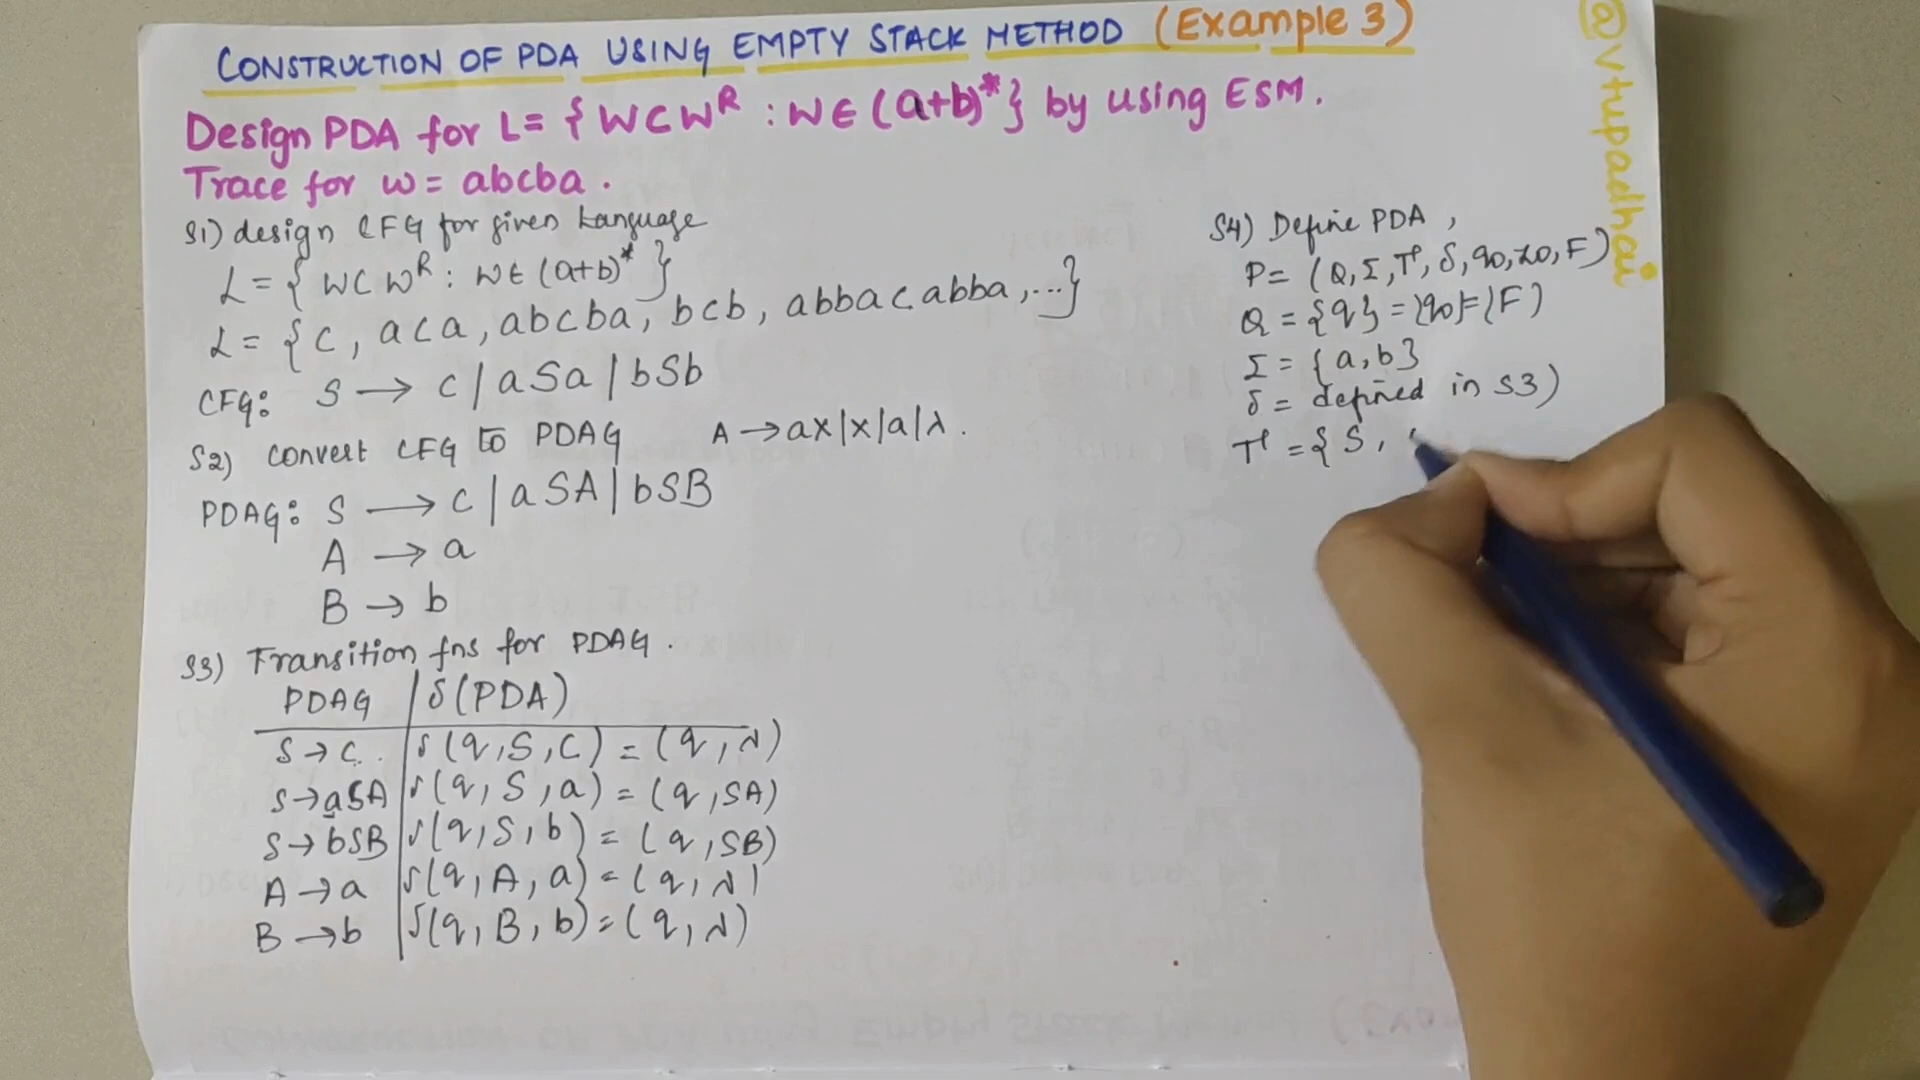 CONSTRUCTION OF PDA USING EMPTY STACK METHOD (Example 3)
Design PDA for L= {WCW^R : W∈(a+b)*} by using ESM.
Trace for w = abcba.
S1) design CFG for given Language
L = {WCW^R : W∈(a+b)*}
L = {c, aca, abcba, bcb, abbacabba,...}
CFG: S → c | aSa | bSb
S2) convert CFG to PDAG A → ax|x|a|λ.
PDAG: S → c | aSA | bSB
A → a
B → b
S3) Transition fns for PDAG.
PDAG | δ(PDA)
S→c. δ(q,S,C) = (q,λ)
S→aSA δ(q,S,a) = (q,SA)
S→bSB δ(q,S,b) = (q,SB)
A→a δ(q,A,a) = (q,λ)
B→b δ(q,B,b) = (q,λ)
S4) Define PDA,
P= (Q,Σ,Γ,δ,q0,z0,F)
Q = {q} = {q0}={F}
Σ = {a,b}
δ = defined in S3)
Γ = {S,
@vtupadhai